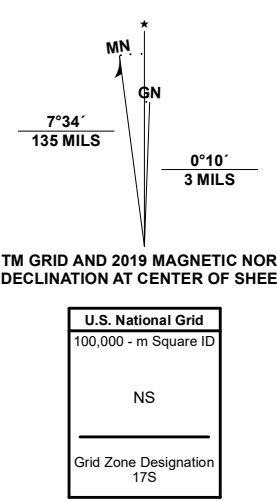 ★
MN
GN
7°34´
135 MILS
0°10´
3 MILS
TM GRID AND 2019 MAGNETIC NOR
DECLINATION AT CENTER OF SHEE
U.S. National Grid
100,000 - m Square ID
NS
Grid Zone Designation
17S